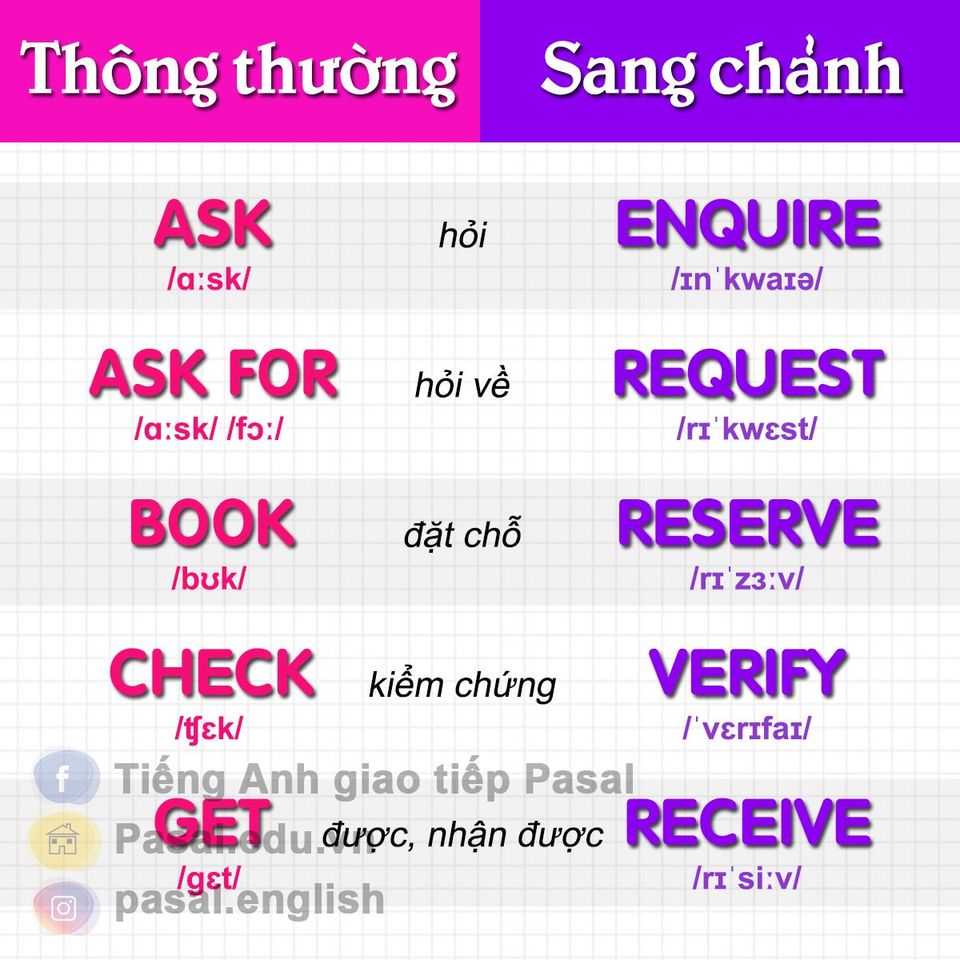 Thông thường Sang chảnh
ASK hỏi ENQUIRE
/ɑːsk/ /ɪnˈkwaɪə/
ASK FOR hỏi về REQUEST
/ɑːsk/ /fɔː/ /rɪˈkwɛst/
BOOK đặt chỗ RESERVE
/bʊk/ /rɪˈzɜːv/
CHECK kiểm chứng VERIFY
/ʧɛk/ /ˈvɛrɪfaɪ/
Tiếng Anh giao tiếp Pasal
GET được, nhận được RECEIVE
Pasal.edu.vn
/gɛt/ /rɪˈsiːv/
pasal.english